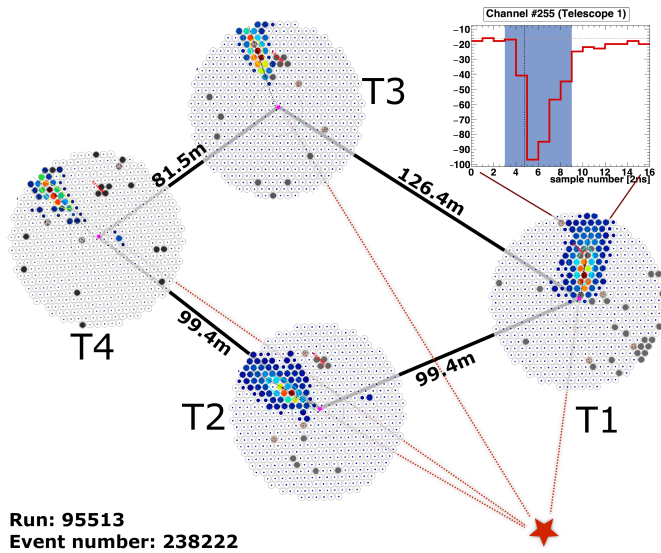 Channel #255 (Telescope 1)
-10
-20
-30
-40
-50
-60
-70
-80
-90
-100
0 2 4 6 8 10 12 14 16
sample number [2ns]
T3
81.5m
126.4m
T4
99.4m
99.4m
T2
T1
Run: 95513
Event number: 238222